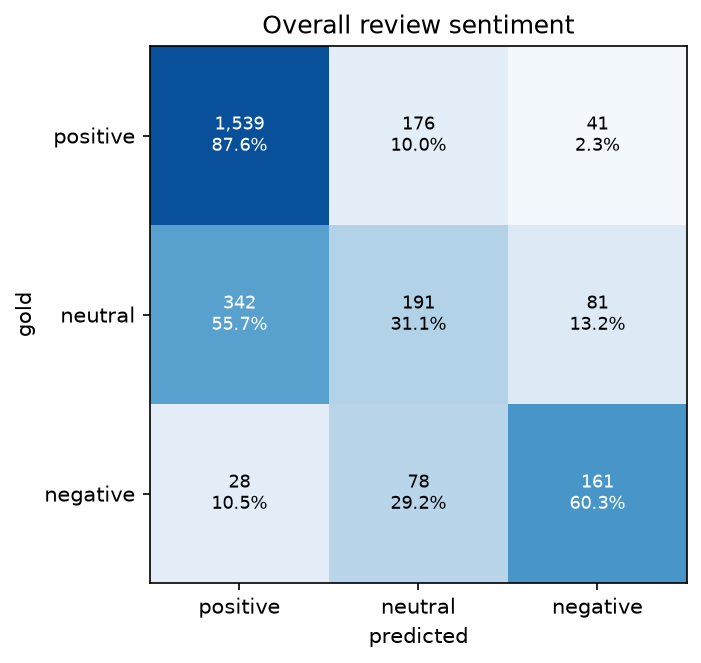 Overall review sentiment
positive
1,539
87.6%
176
10.0%
41
2.3%
neutral
342
55.7%
191
31.1%
81
13.2%
negative
28
10.5%
78
29.2%
161
60.3%
gold
positive
neutral
negative
predicted